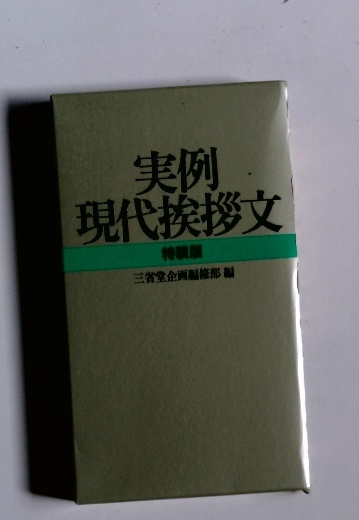 実例
現代挨拶文
特装版
三省堂企画編修部 編